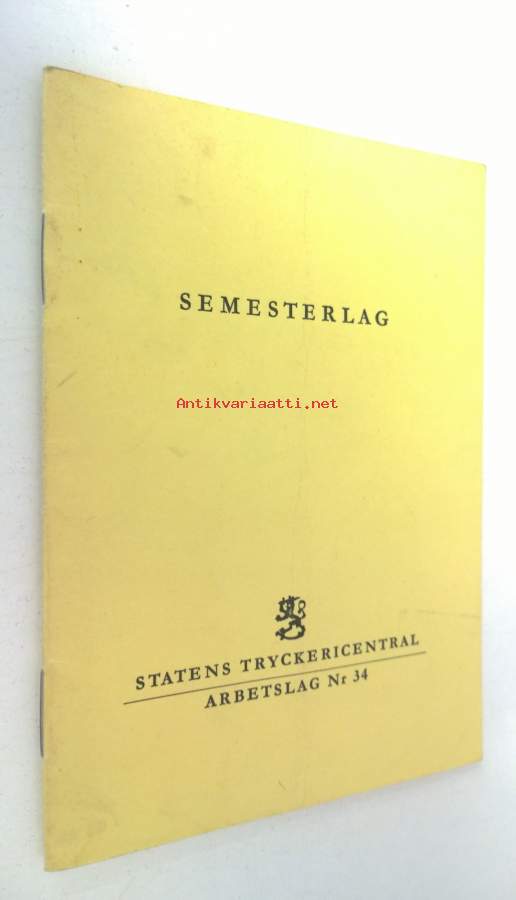 SEMESTERLAG
Antikvariaatti.net
STATENS TRYCKERICENTRAL
ARBETSLAG Nr 34